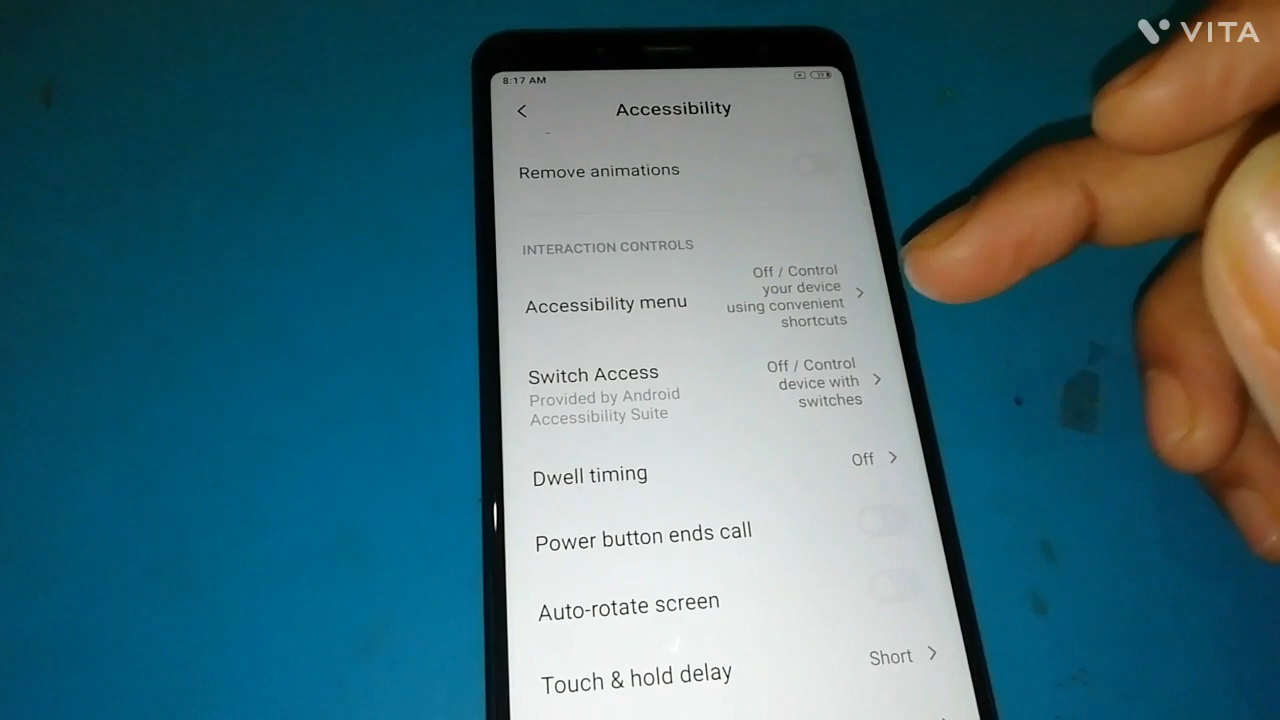 VITA
8:17 AM
Accessibility
Remove animations
INTERACTION CONTROLS
Accessibility menu
Off / Control
your device
using convenient
shortcuts
Switch Access
Provided by Android
Accessibility Suite
Off / Control
device with
switches
Dwell timing
Off
Power button ends call
Auto-rotate screen
Touch & hold delay
Short